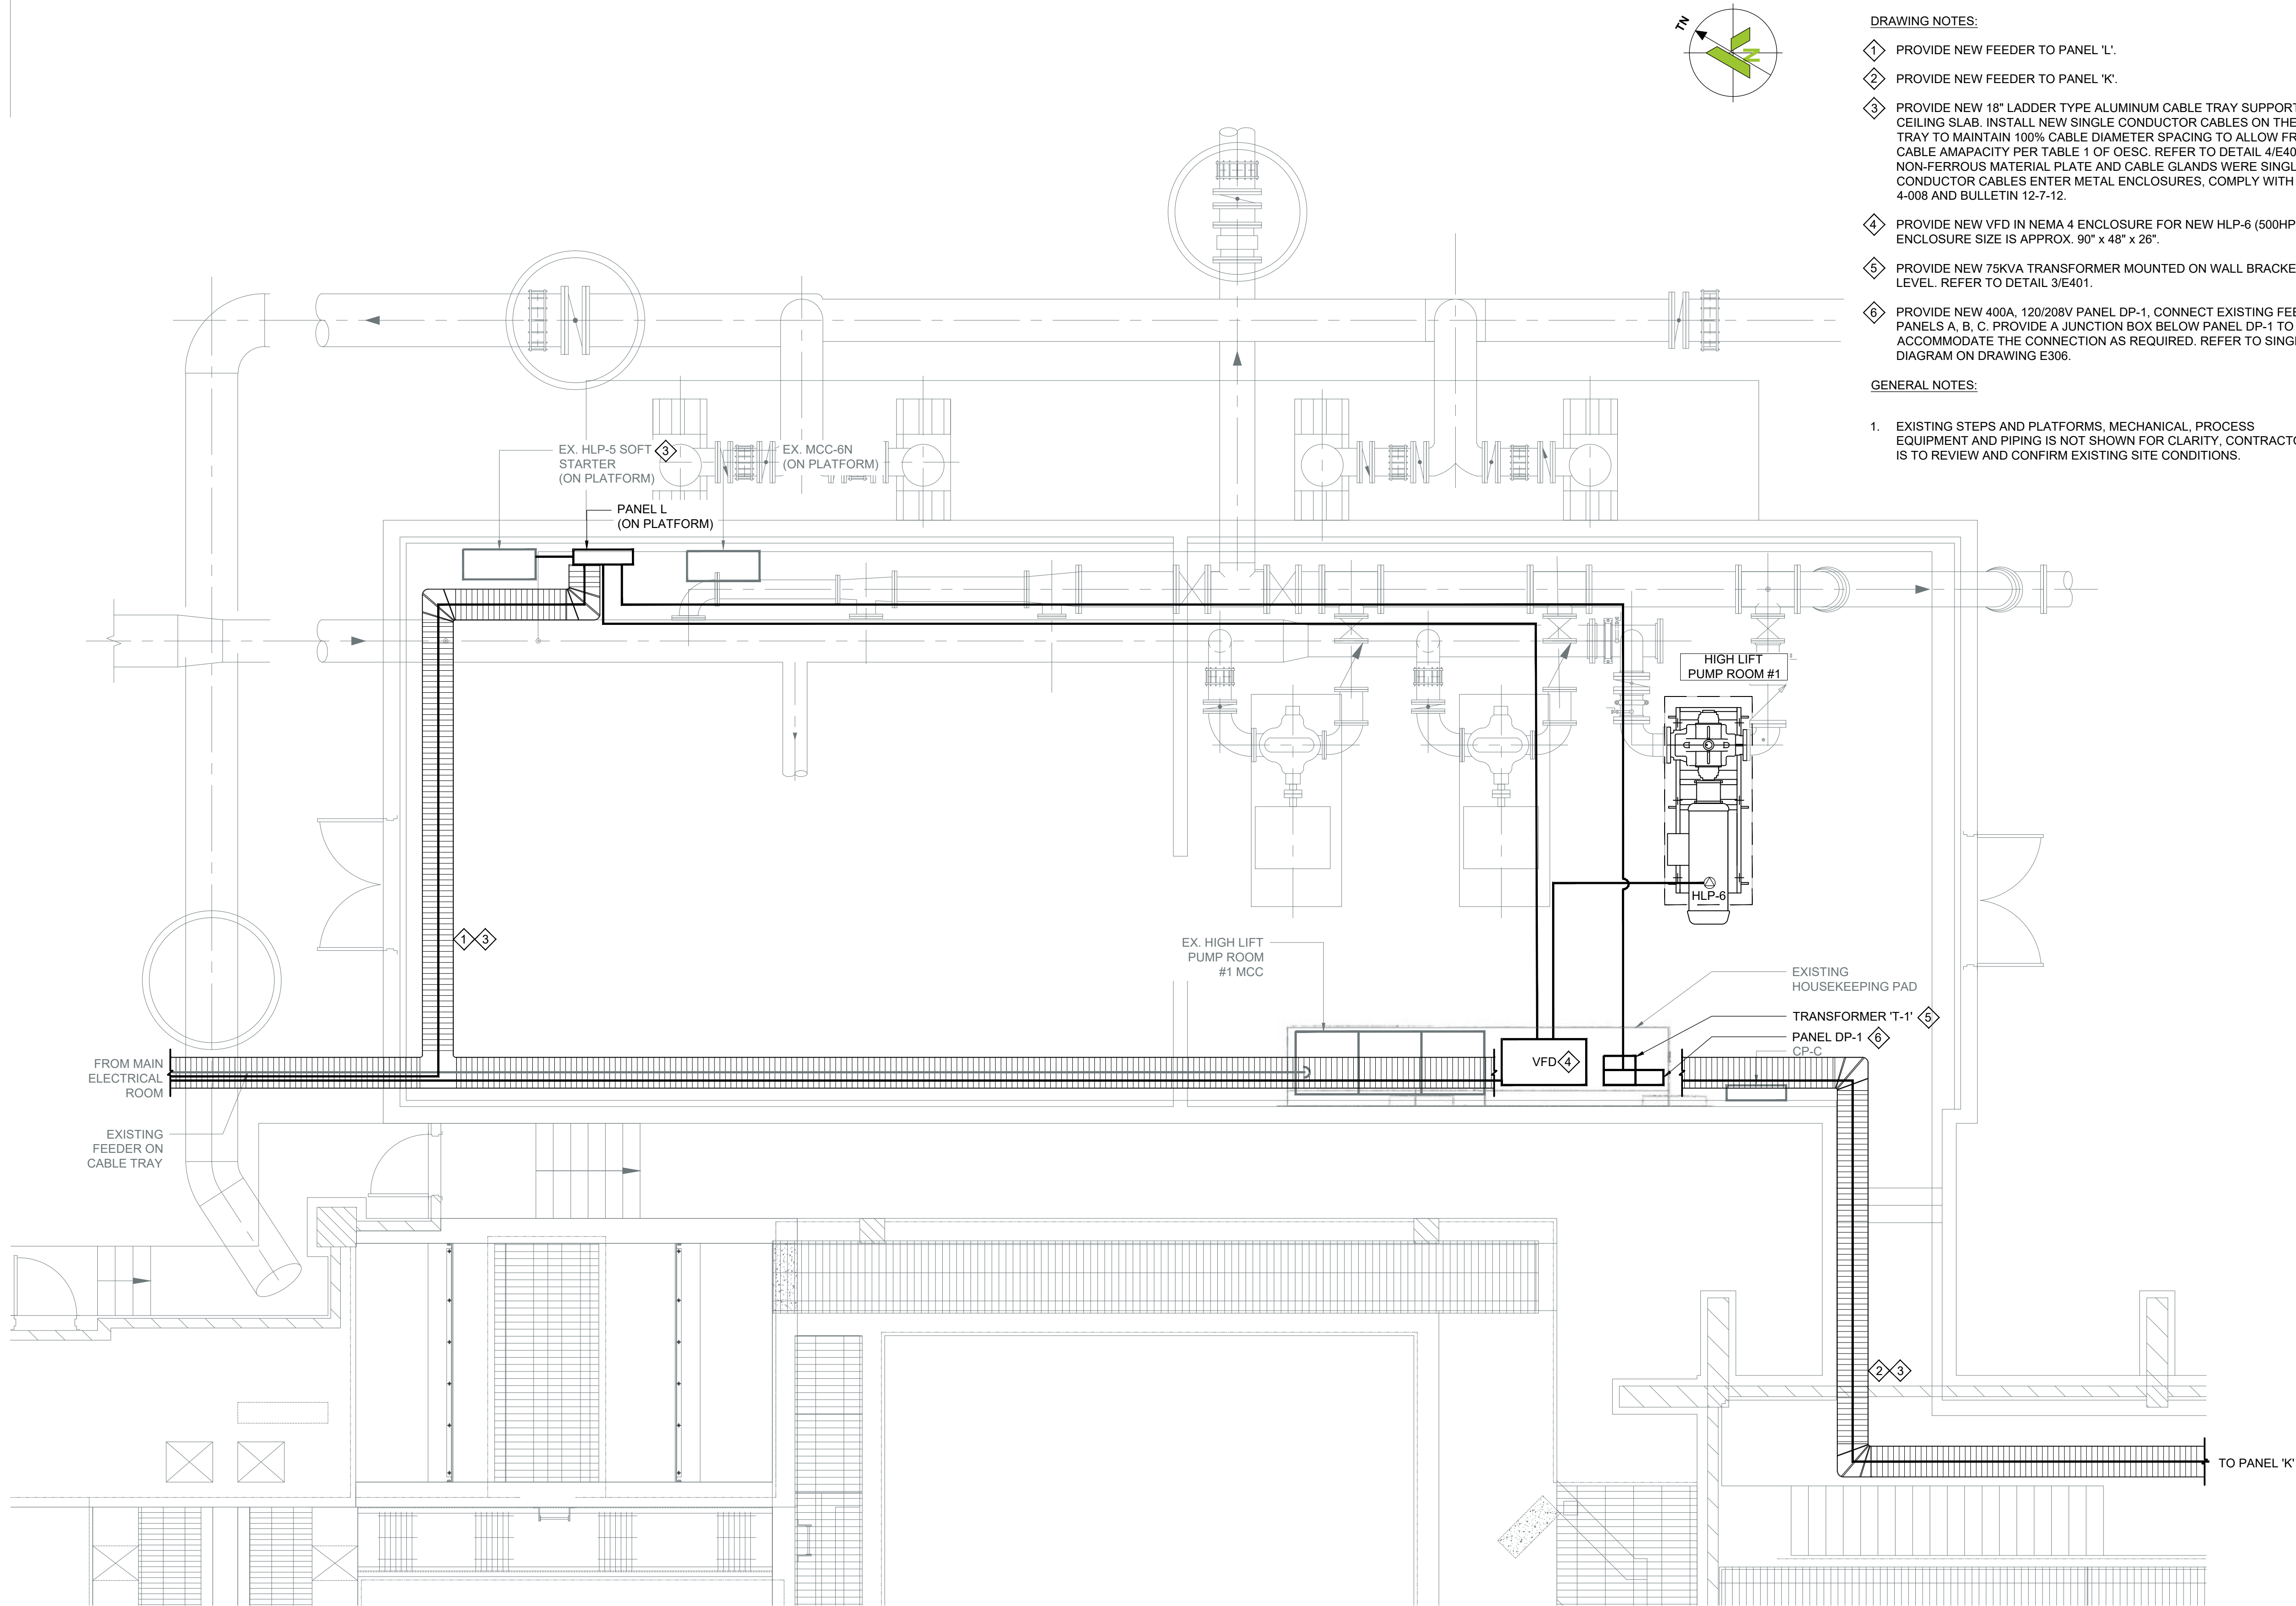 TN
N
DRAWING NOTES:
1 PROVIDE NEW FEEDER TO PANEL 'L'.
2 PROVIDE NEW FEEDER TO PANEL 'K'.
3 PROVIDE NEW 18" LADDER TYPE ALUMINUM CABLE TRAY
CEILING SLAB. INSTALL NEW SINGLE CONDUCTOR CABLES ON THE
TRAY TO MAINTAIN 100% CABLE DIAMETER SPACING TO ALLOW
CABLE AMAPACITY PER TABLE 1 OF OESC. REFER TO DETAIL
NON-FERROUS MATERIAL PLATE AND CABLE GLANDS WERE
CONDUCTOR CABLES ENTER METAL ENCLOSURES, COMPLY WITH
4-008 AND BULLETIN 12-7-12.
4 PROVIDE NEW VFD IN NEMA 4 ENCLOSURE FOR NEW HLP-6 (500HP
ENCLOSURE SIZE IS APPROX. 90" x 48" x 26".
5 PROVIDE NEW 75KVA TRANSFORMER MOUNTED ON WALL
LEVEL. REFER TO DETAIL 3/E401.
6 PROVIDE NEW 400A, 120/208V PANEL DP-1, CONNECT EXISTING
PANELS A, B, C. PROVIDE A JUNCTION BOX BELOW PANEL DP-1 TO
ACCOMMODATE THE CONNECTION AS REQUIRED. REFER TO
DIAGRAM ON DRAWING E306.
GENERAL NOTES:
1. EXISTING STEPS AND PLATFORMS, MECHANICAL, PROCESS
EQUIPMENT AND PIPING IS NOT SHOWN FOR CLARITY,
IS TO REVIEW AND CONFIRM EXISTING SITE CONDITIONS.
EX. HLP-5 SOFT 3
STARTER
(ON PLATFORM)
EX. MCC-6N
(ON PLATFORM)
PANEL L
(ON PLATFORM)
HIGH LIFT
PUMP ROOM #1
HLP-6
1 3
EX. HIGH LIFT
PUMP ROOM
#1 MCC
EXISTING
HOUSEKEEPING PAD
TRANSFORMER 'T-1' 5
PANEL DP-1 6
CP-C
VFD 4
FROM MAIN
ELECTRICAL
ROOM
EXISTING
FEEDER ON
CABLE TRAY
2 3
TO PANEL 'K'